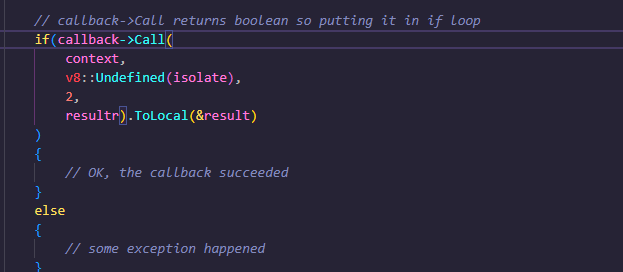 // callback->Call returns boolean so putting it in if loop
if(callback->Call(
context,
v8::Undefined(isolate),
2,
resultr).ToLocal(&result)
)
{
// OK, the callback succeeded
}
else
{
// some exception happened
}